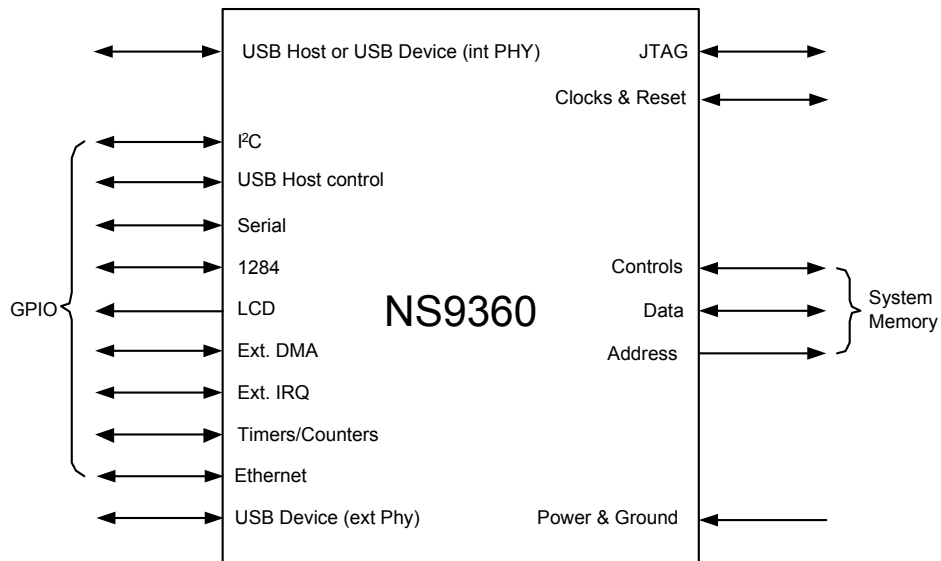 USB Host or USB Device (int PHY)
JTAG
Clocks & Reset
I²C
USB Host control
Serial
1284
LCD
Ext. DMA
Ext. IRQ
Timers/Counters
Ethernet
USB Device (ext Phy)
GPIO
NS9360
Controls
Data
Address
System
Memory
Power & Ground